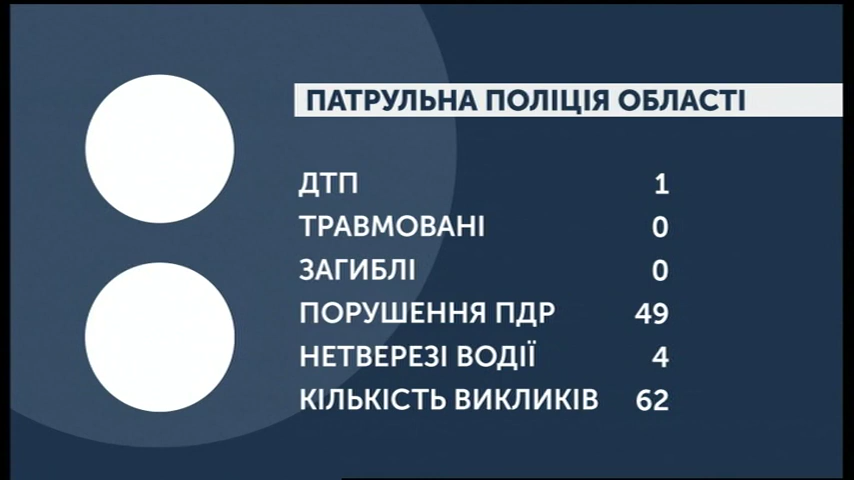 ПАТРУЛЬНА ПОЛІЦІЯ ОБЛАСТІ
ДТП 1
ТРАВМОВАНІ 0
ЗАГИБЛІ 0
ПОРУШЕННЯ ПДР 49
НЕТВЕРЕЗІ ВОДІЇ 4
КІЛЬКІСТЬ ВИКЛИКІВ 62